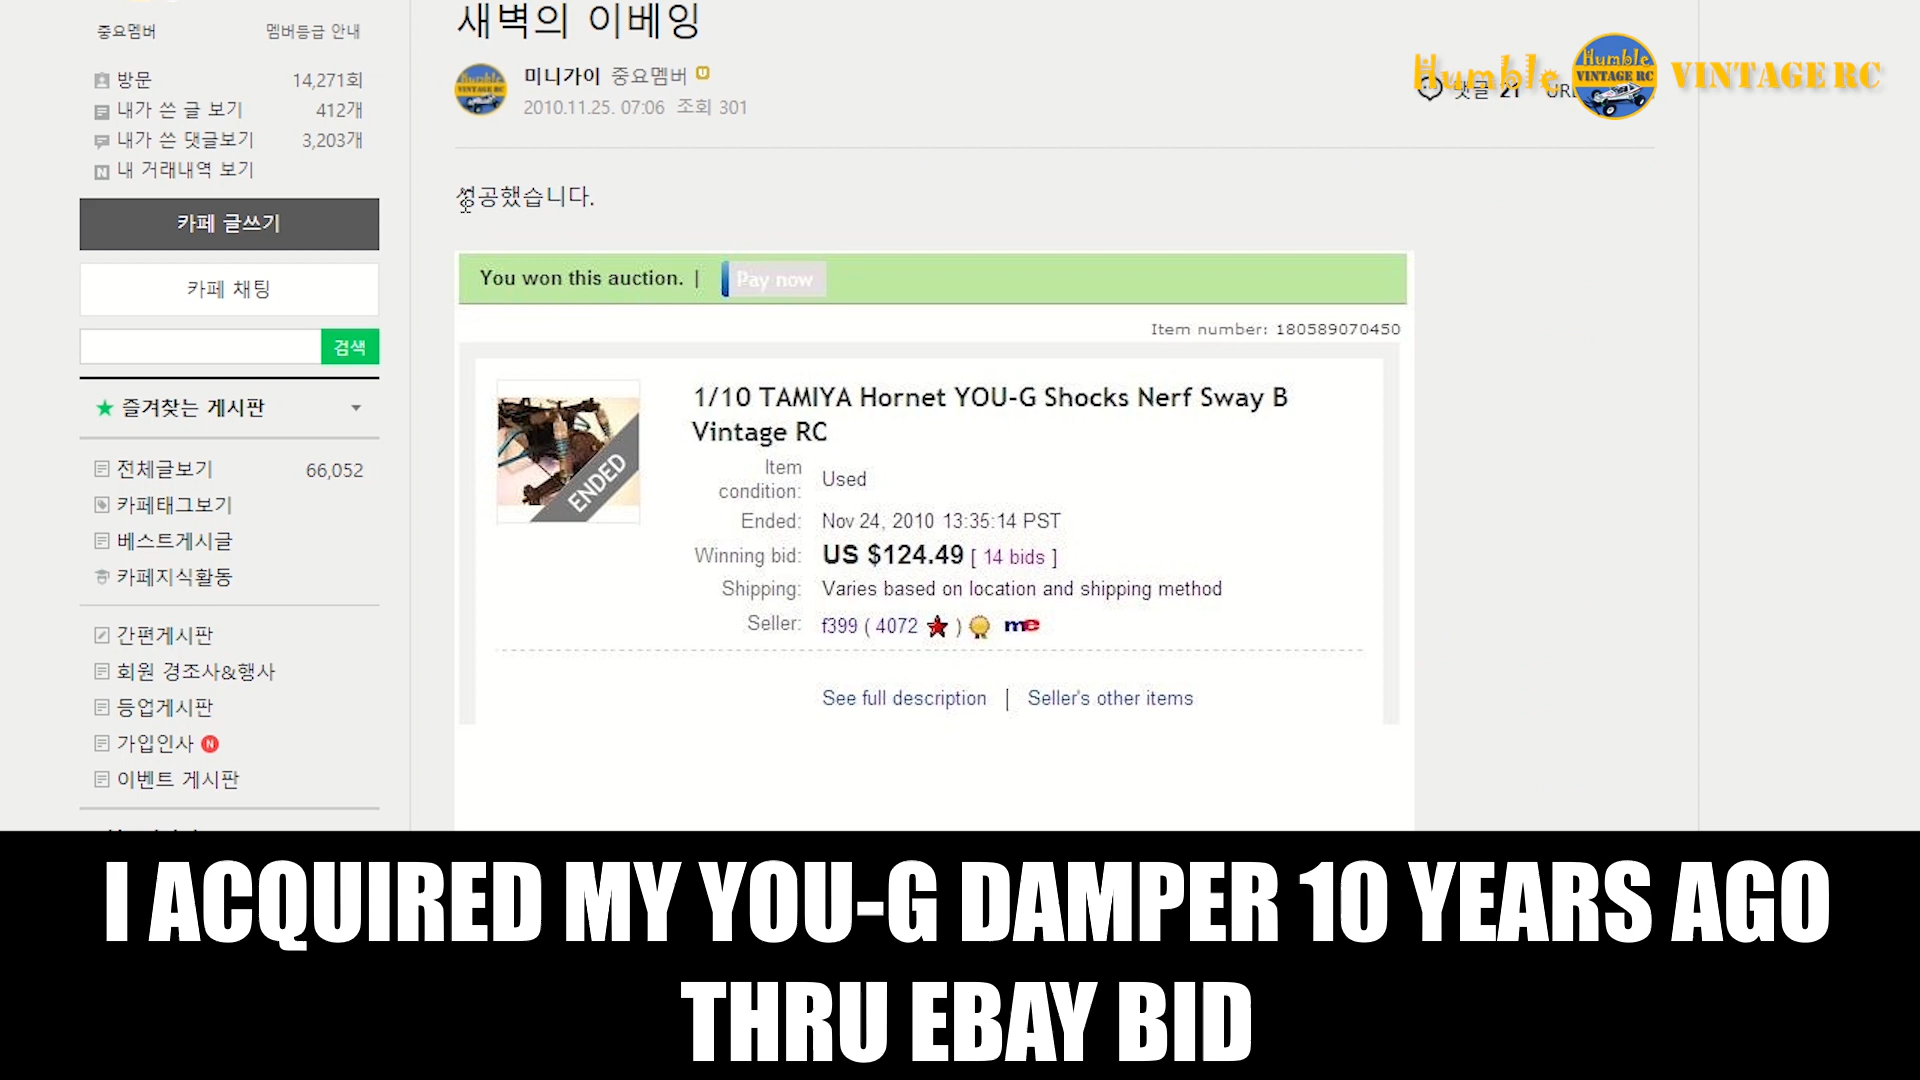 새벽의 이베잉
중요멤버 멤버등급 안내
미니가이 중요멤버
2010.11.25. 07:06 조회 301
댓글 21
Humble VINTAGE RC
Humble
VINTAGE RC
방문 14,271회
내가 쓴 글 보기 412개
내가 쓴 댓글보기 3,203개
내 거래내역 보기
카페 글쓰기
카페 채팅
검색
즐겨찾는 게시판
전체글보기 66,052
카페태그보기
베스트게시글
카페지식활동
간편게시판
회원 경조사&행사
등업게시판
가입인사 N
이벤트 게시판
성공했습니다.
You won this auction. | Pay now
Item number: 180589070450
ENDED
1/10 TAMIYA Hornet YOU-G Shocks Nerf Sway B
Vintage RC
Item
condition: Used
Ended: Nov 24, 2010 13:35:14 PST
Winning bid: US $124.49 [ 14 bids ]
Shipping: Varies based on location and shipping method
Seller: f399 ( 4072 ) me
See full description | Seller's other items
I ACQUIRED MY YOU-G DAMPER 10 YEARS AGO
THRU EBAY BID